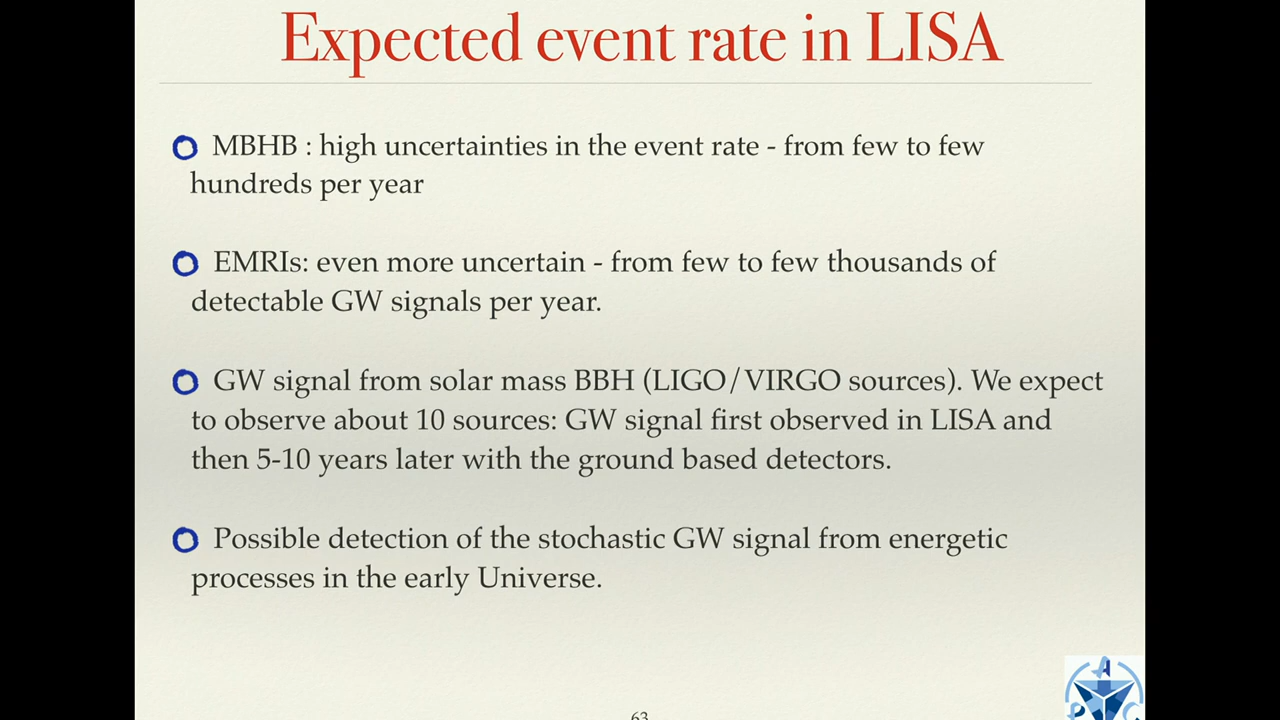 Expected event rate in LISA
MBHB : high uncertainties in the event rate - from few to few
hundreds per year
EMRIs: even more uncertain - from few to few thousands of
detectable GW signals per year.
GW signal from solar mass BBH (LIGO/VIRGO sources). We expect
to observe about 10 sources: GW signal first observed in LISA and
then 5-10 years later with the ground based detectors.
Possible detection of the stochastic GW signal from energetic
processes in the early Universe.
63
A
P C